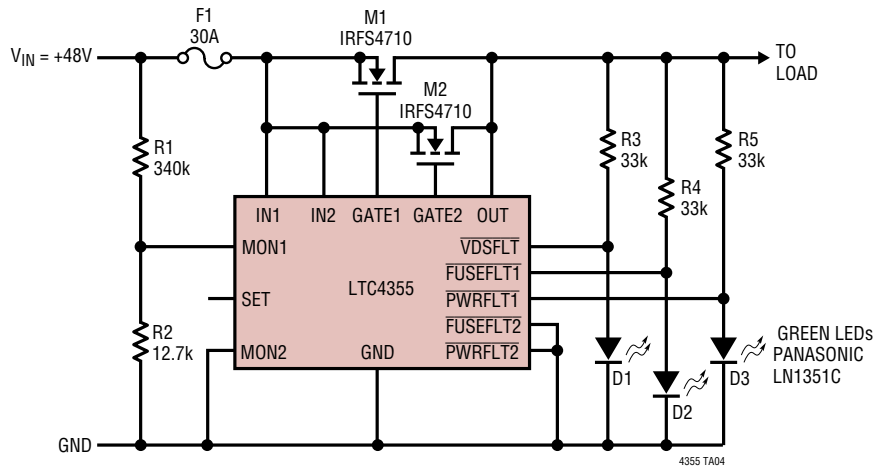 F1
30A
M1
IRFS4710
VIN = +48V
TO
LOAD
M2
IRFS4710
R1
340k
R3
33k
R5
33k
R4
33k
IN1
IN2
GATE1
GATE2
OUT
MON1
VDSFLT
FUSEFLT1
LTC4355
SET
PWRFLT1
R2
12.7k
FUSEFLT2
MON2
GND
PWRFLT2
GREEN LEDs
PANASONIC
LN1351C
D1
D3
D2
GND
4355 TA04